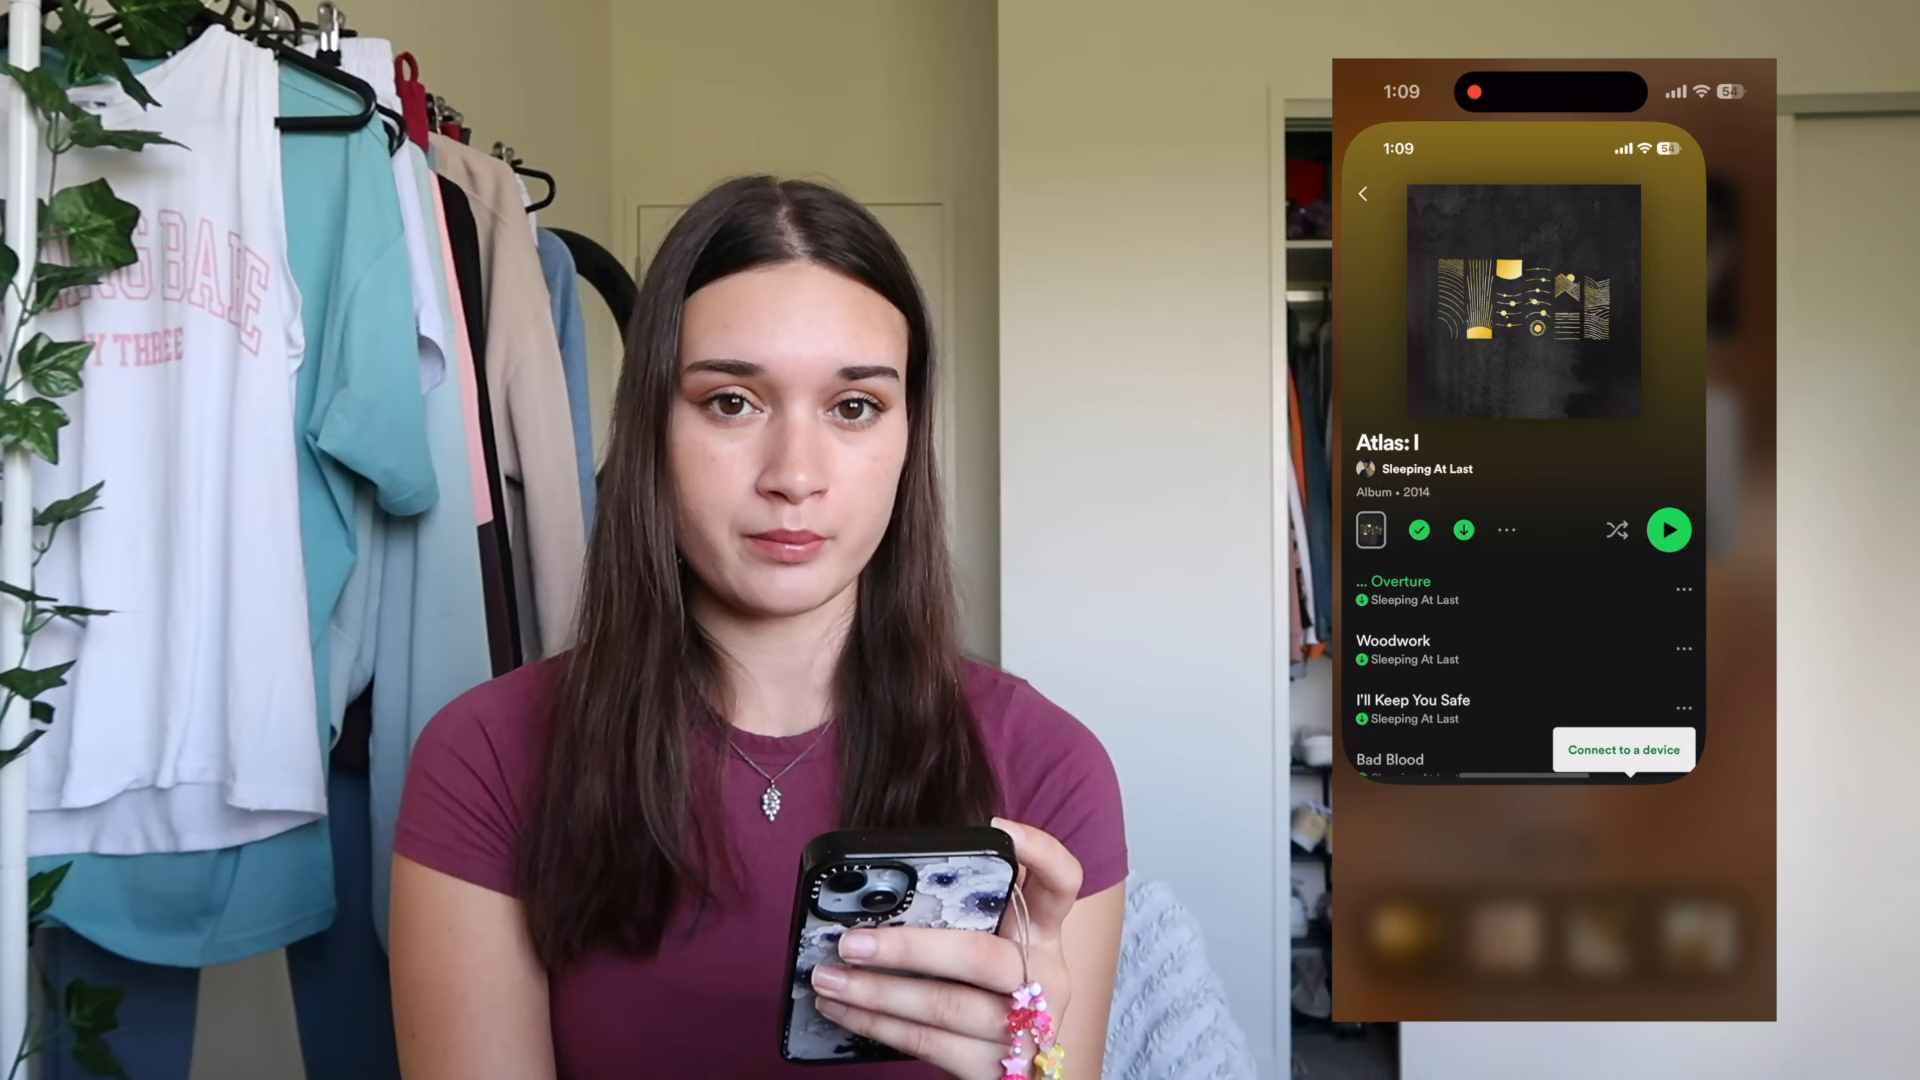 Y THREE
1:09
54
1:09
54
Atlas: I
Sleeping At Last
Album • 2014
... Overture
Sleeping At Last
Woodwork
Sleeping At Last
I'll Keep You Safe
Sleeping At Last
Connect to a device
Bad Blood